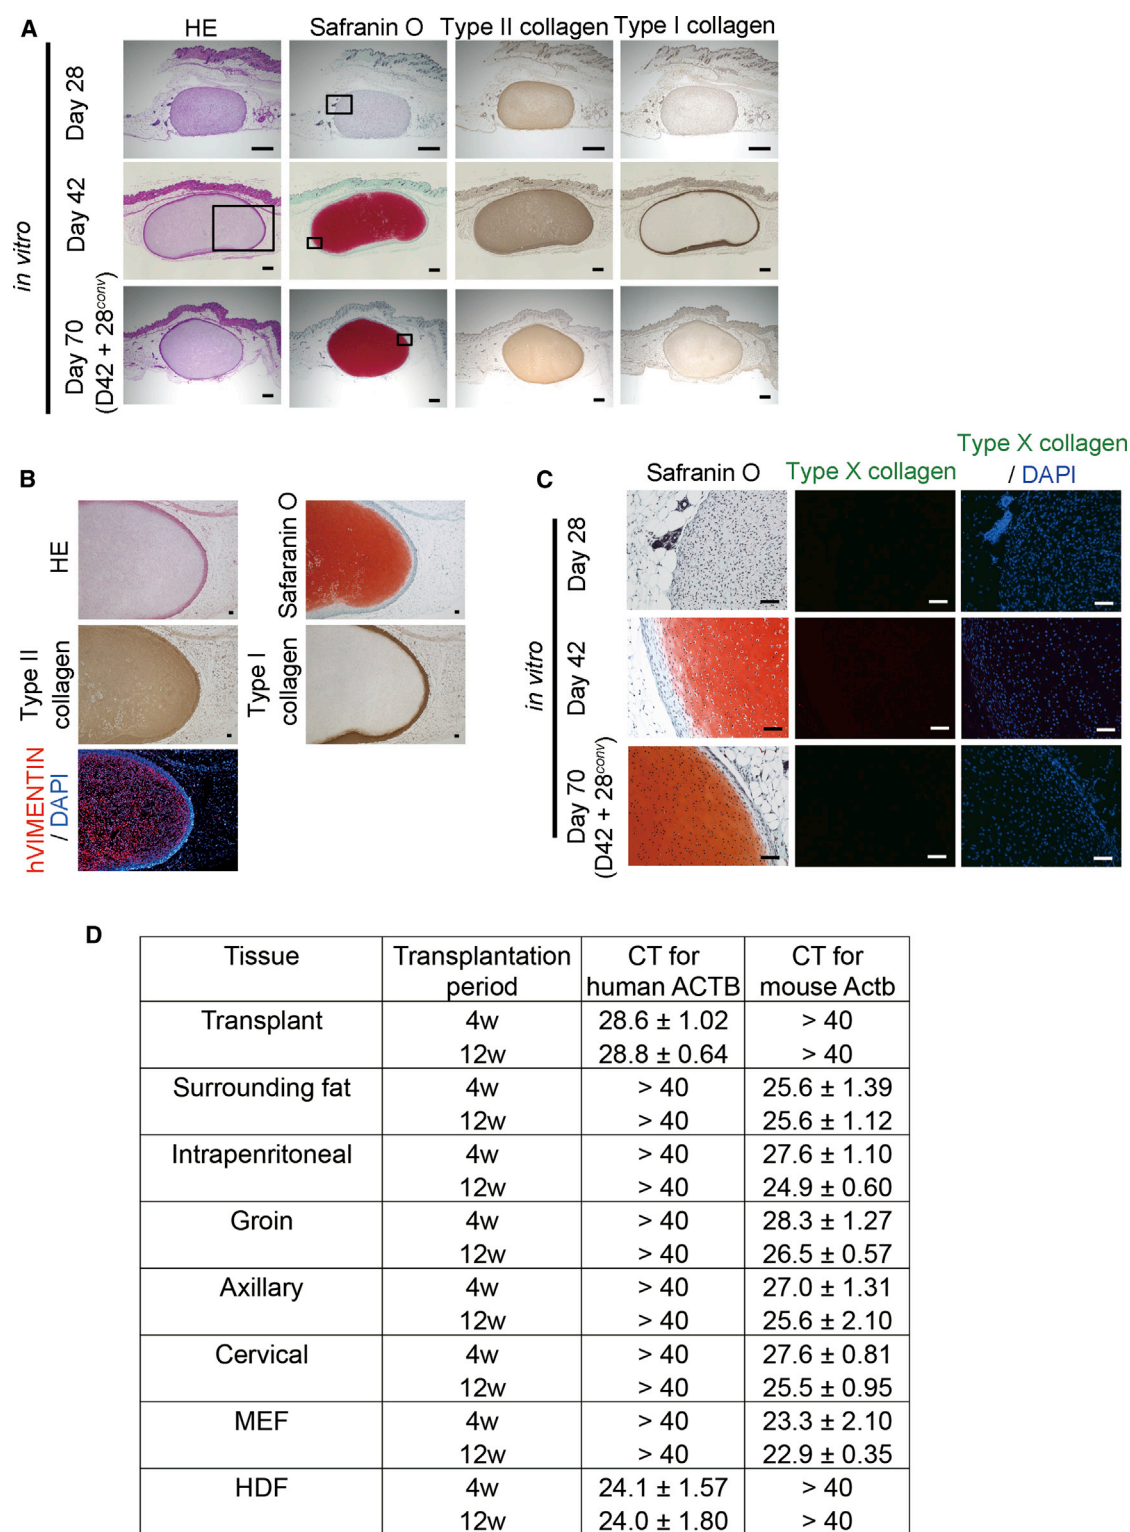 A
HE
Safranin O
Type II collagen
Type I collagen
in vitro
Day 28
Day 42
Day 70
(D42 + 28conv)
B
HE
Safaranin O
Type II
collagen
Type I
collagen
hVIMENTIN
/ DAPI
C
Safranin O
Type X collagen
Type X collagen
/ DAPI
in vitro
Day 28
Day 42
Day 70
(D42 + 28conv)
D
Tissue Transplantation period CT for human ACTB CT for mouse Actb
Transplant 4w 28.6 ± 1.02 > 40
12w 28.8 ± 0.64 > 40
Surrounding fat 4w > 40 25.6 ± 1.39
12w > 40 25.6 ± 1.12
Intrapenritoneal 4w > 40 27.6 ± 1.10
12w > 40 24.9 ± 0.60
Groin 4w > 40 28.3 ± 1.27
12w > 40 26.5 ± 0.57
Axillary 4w > 40 27.0 ± 1.31
12w > 40 25.6 ± 2.10
Cervical 4w > 40 27.6 ± 0.81
12w > 40 25.5 ± 0.95
MEF 4w > 40 23.3 ± 2.10
12w > 40 22.9 ± 0.35
HDF 4w 24.1 ± 1.57 > 40
12w 24.0 ± 1.80 > 40